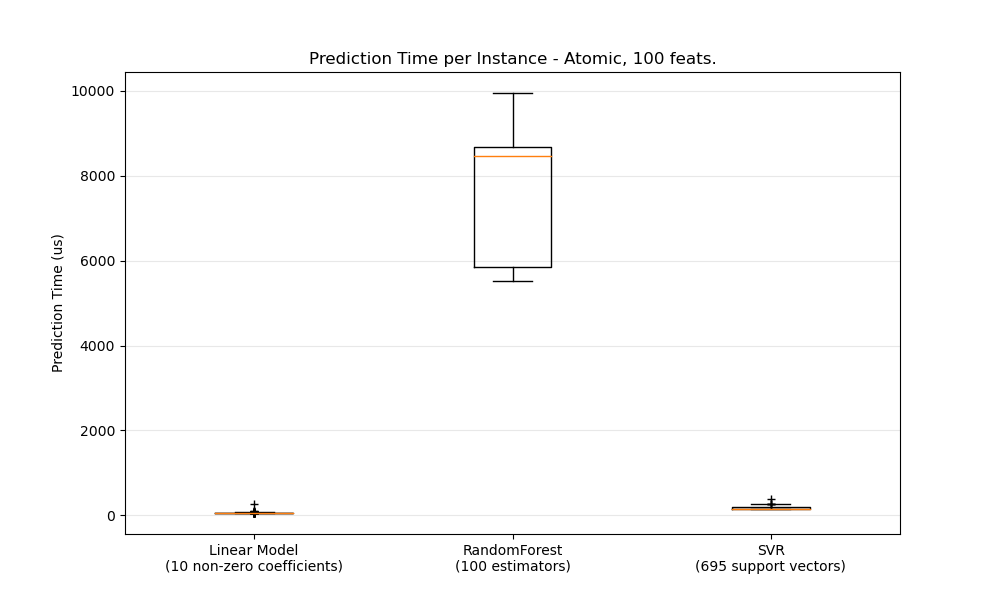 Prediction Time per Instance - Atomic, 100 feats.
Prediction Time (us)
10000
8000
6000
4000
2000
0
Linear Model
(10 non-zero coefficients)
RandomForest
(100 estimators)
SVR
(695 support vectors)